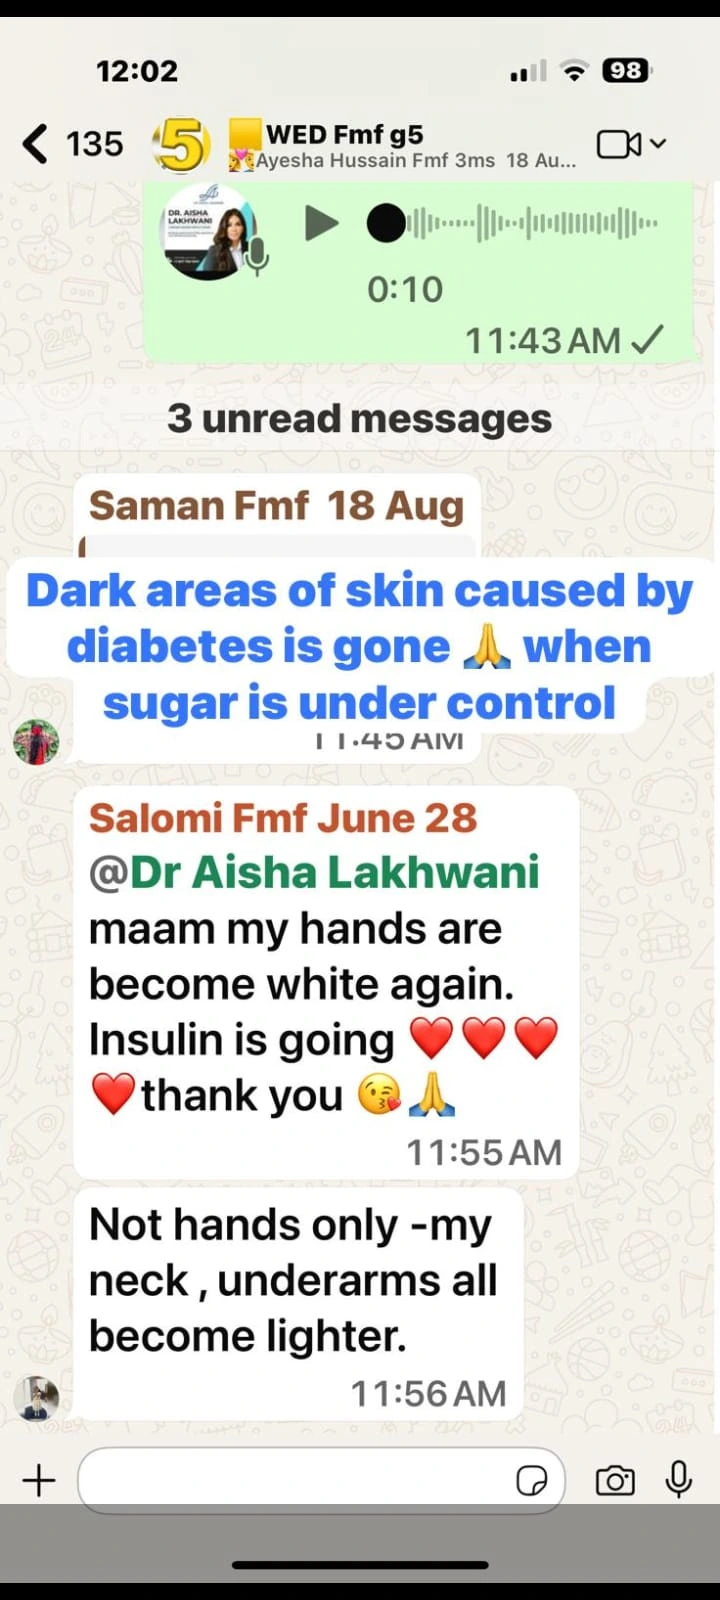 12:02
98
135
5
WED Fmf g5
Ayesha Hussain Fmf 3ms 18 Au...
DR. AISHA
LAKHWANI
0:10
11:43 AM
3 unread messages
Saman Fmf 18 Aug
Dark areas of skin caused by
diabetes is gone 🙏 when
sugar is under control
11:45 AM
Salomi Fmf June 28
@Dr Aisha Lakhwani
maam my hands are
become white again.
Insulin is going ❤️❤️❤️
❤️thank you 😘🙏
11:55 AM
Not hands only -my
neck , underarms all
become lighter.
11:56 AM